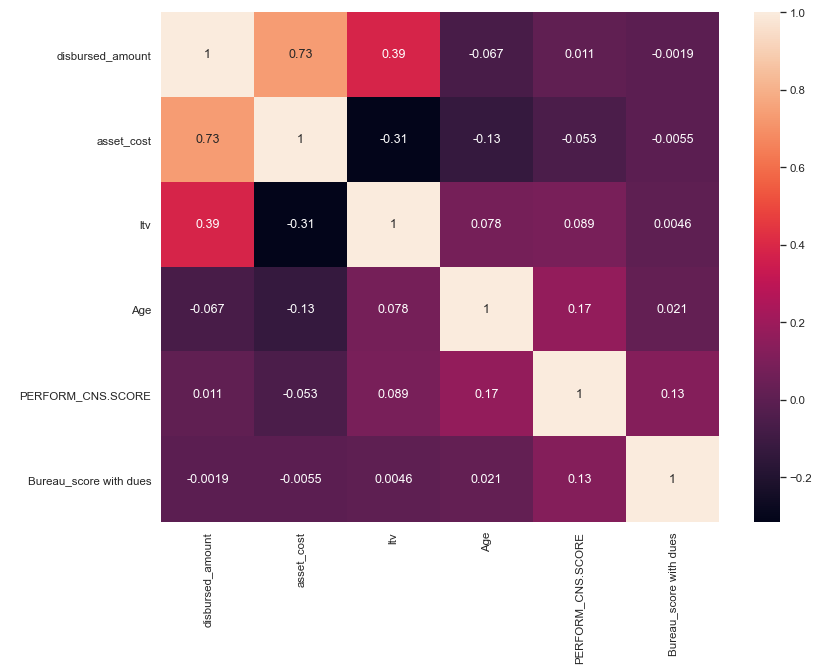 disbursed_amount 1 0.73 0.39 -0.067 0.011 -0.0019
asset_cost 0.73 1 -0.31 -0.13 -0.053 -0.0055
ltv 0.39 -0.31 1 0.078 0.089 0.0046
Age -0.067 -0.13 0.078 1 0.17 0.021
PERFORM_CNS.SCORE 0.011 -0.053 0.089 0.17 1 0.13
Bureau_score with dues -0.0019 -0.0055 0.0046 0.021 0.13 1
disbursed_amount
asset_cost
ltv
Age
PERFORM_CNS.SCORE
Bureau_score with dues
1.0
0.8
0.6
0.4
0.2
0.0
-0.2